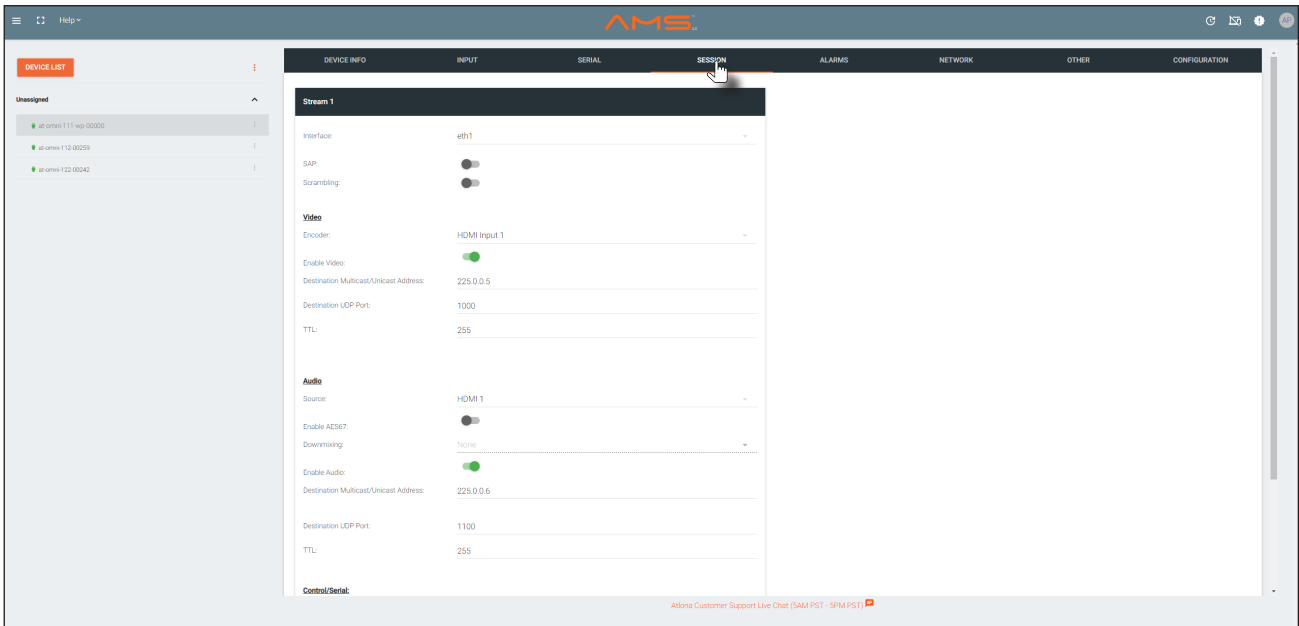 Help
AMS
AP
DEVICE LIST
Unassigned
at-omni-111-wp-00000
at-omni-112-00259
at-omni-122-00242
DEVICE INFO INPUT SERIAL SESSION ALARMS NETWORK OTHER CONFIGURATION
Stream 1
Interface: eth1
SAP:
Scrambling:
Video
Encoder: HDMI Input 1
Enable Video:
Destination Multicast/Unicast Address: 225.0.0.5
Destination UDP Port: 1000
TTL: 255
Audio
Source: HDMI 1
Enable AES67:
Downmixing: None
Enable Audio:
Destination Multicast/Unicast Address: 225.0.0.6
Destination UDP Port: 1100
TTL: 255
Control/Serial:
Atlona Customer Support Live Chat (5AM PST - 5PM PST)